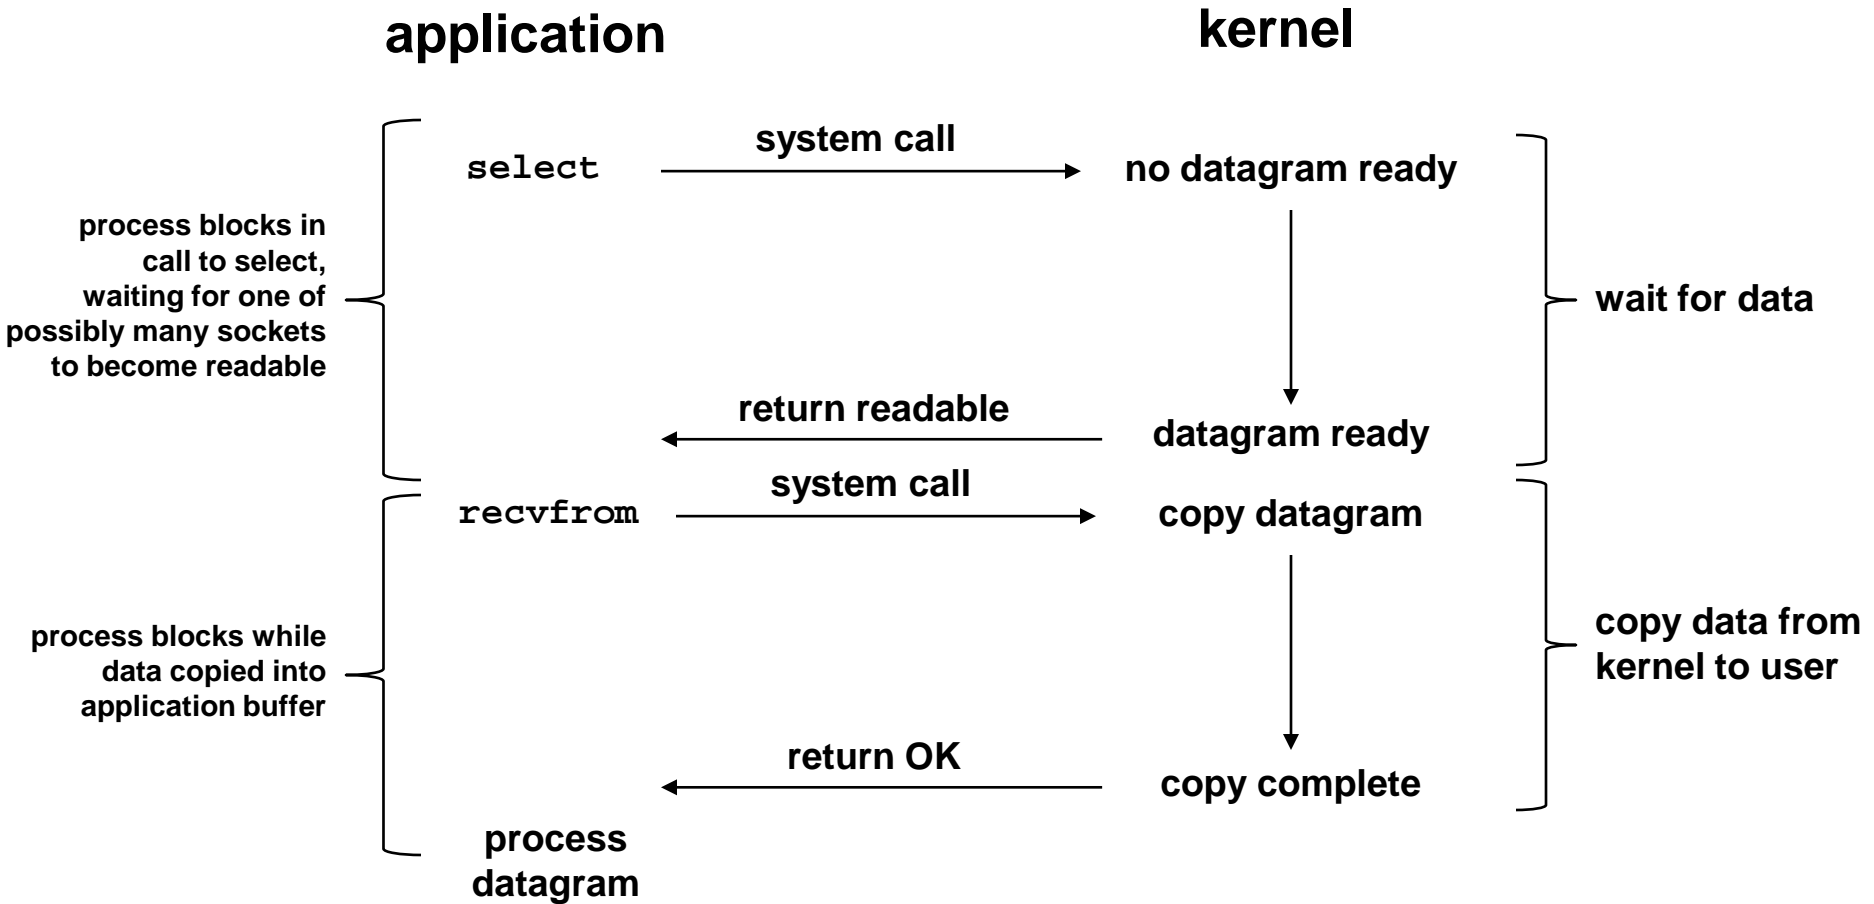 application
kernel
select
system call
no datagram ready
process blocks in
call to select,
waiting for one of
possibly many sockets
to become readable
wait for data
return readable
datagram ready
recvfrom
system call
copy datagram
process blocks while
data copied into
application buffer
copy data from
kernel to user
return OK
copy complete
process
datagram